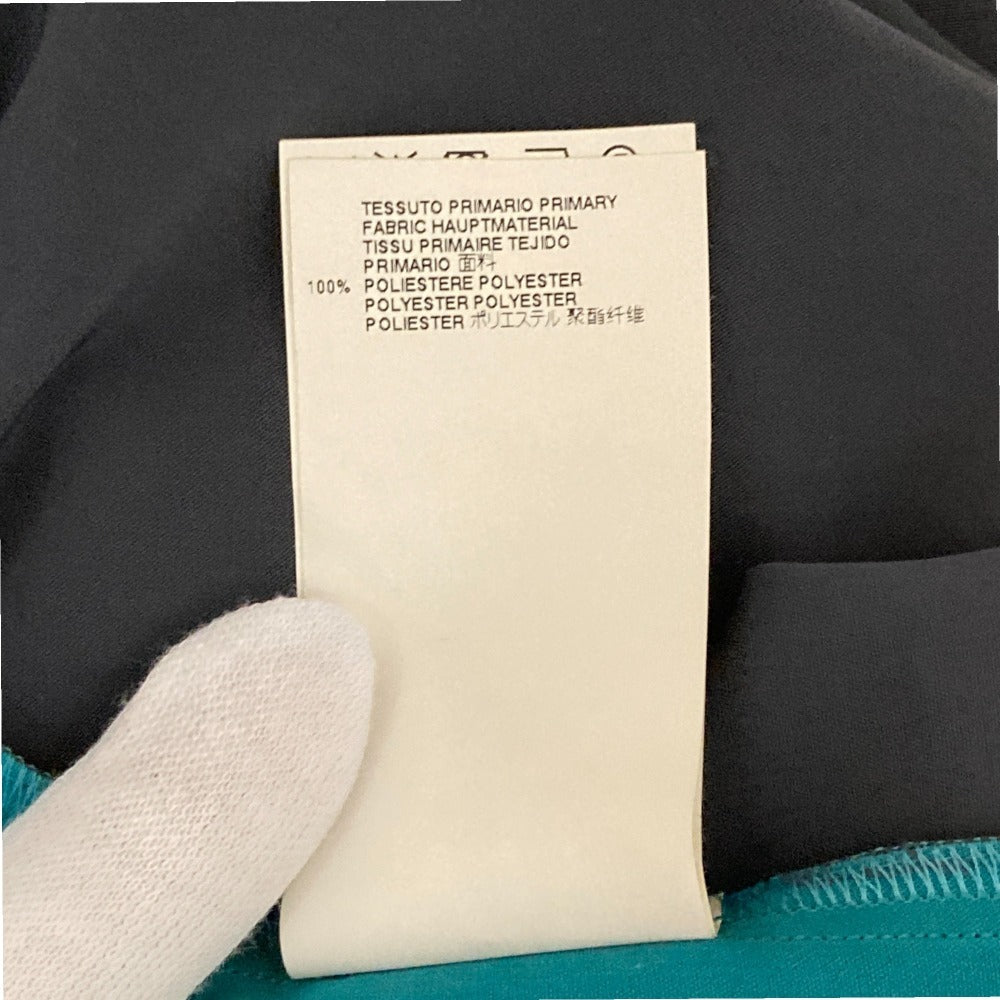 TESSUTO PRIMARIO PRIMARY
FABRIC HAUPTMATERIAL
TISSU PRIMAIRE TEJIDO
PRIMARIO 面料
100% POLIESTERE POLYESTER
POLYESTER POLYESTER
POLIESTER ポリエステル 聚酯纤维